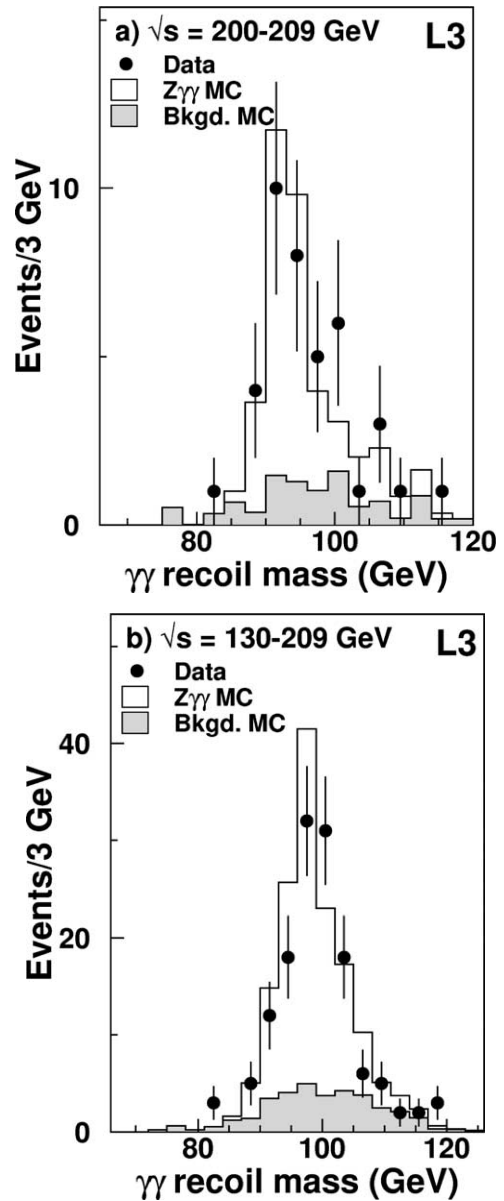 a) √s = 200-209 GeV L3
Data
Zγγ MC
Bkgd. MC
Events/3 GeV
10
0
80 100 120
γγ recoil mass (GeV)
b) √s = 130-209 GeV L3
Data
Zγγ MC
Bkgd. MC
Events/3 GeV
40
20
0
80 100 120
γγ recoil mass (GeV)